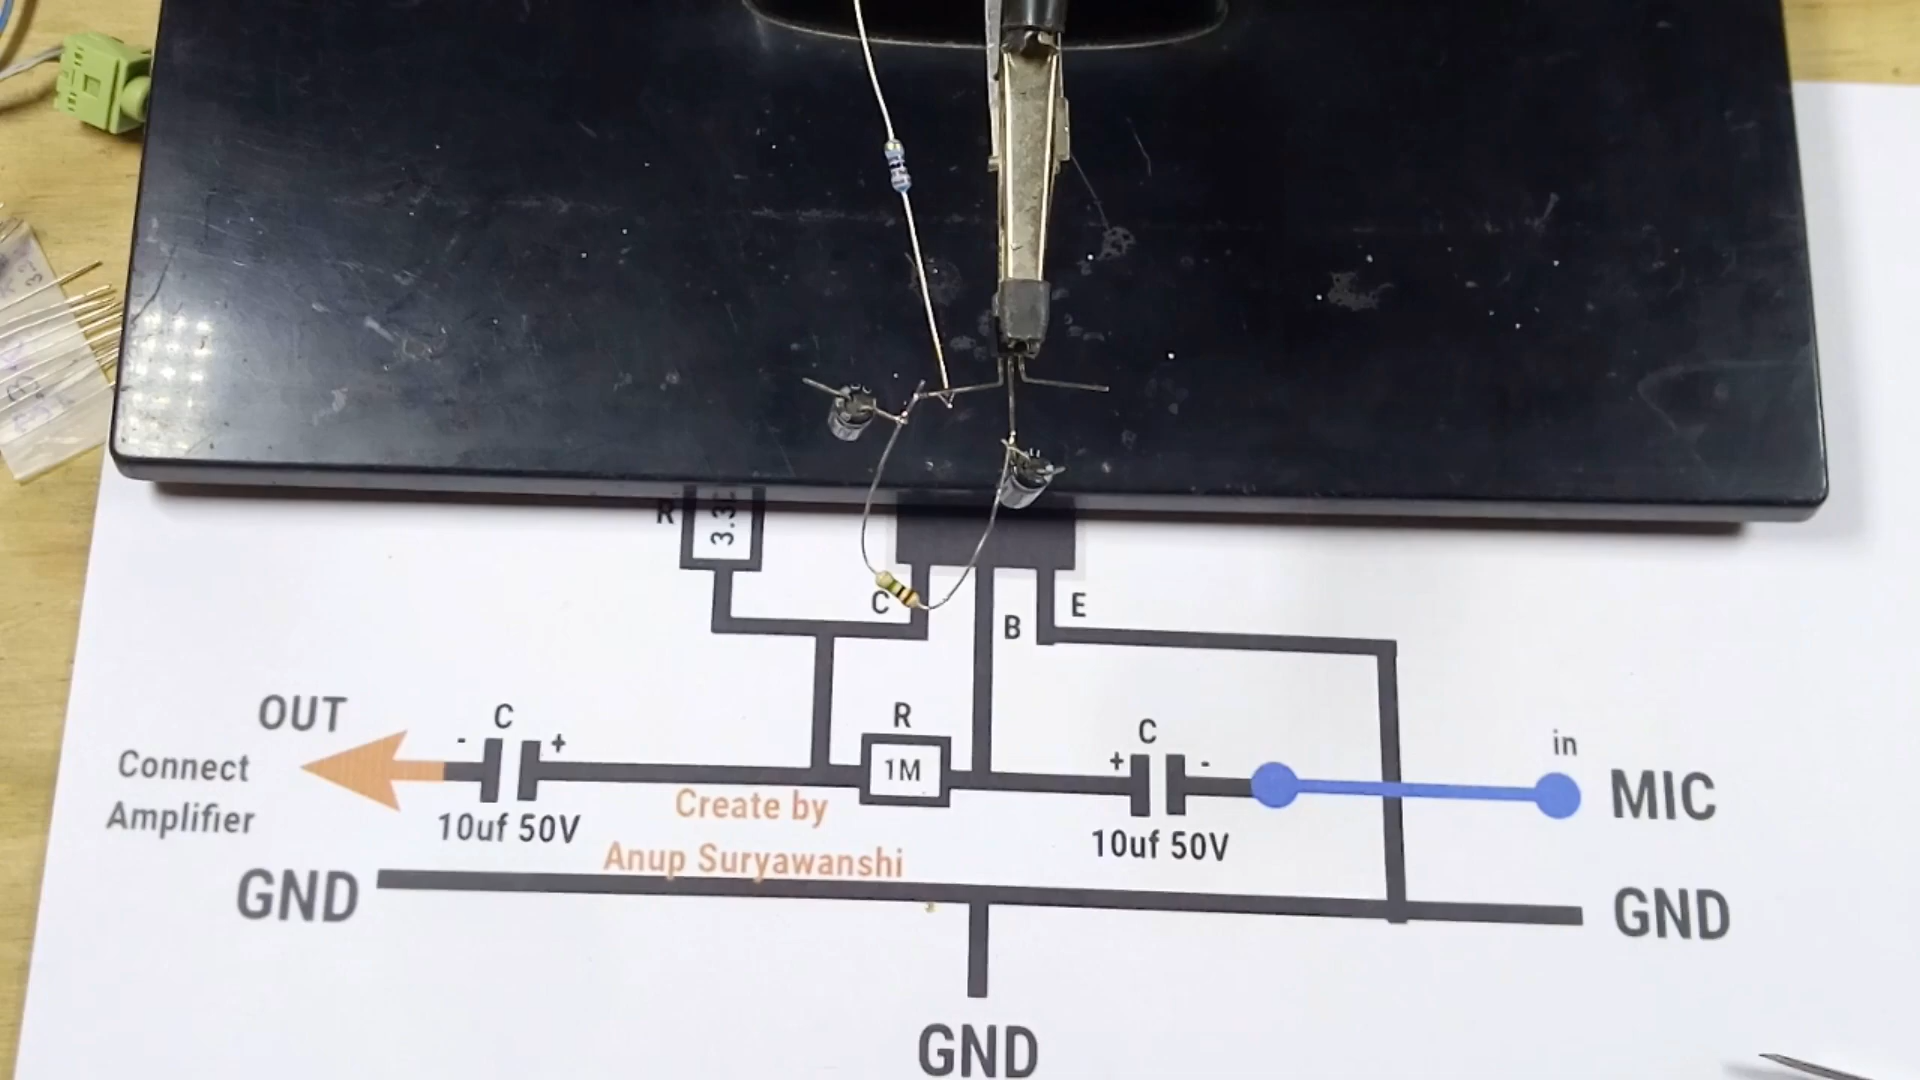 R
3.3
C
E
B
OUT
- C +
R
1M
C
+ -
in
MIC
Connect
Amplifier
10uf 50V
Create by
Anup Suryawanshi
10uf 50V
GND
GND
GND